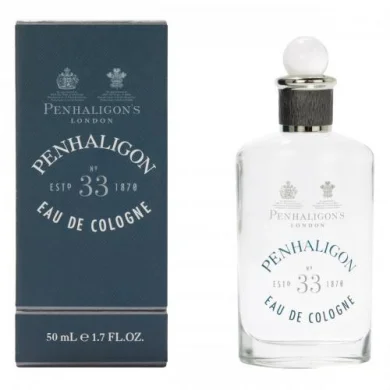 PENHALIGON'S
LONDON
PENHALIGON
Nº
ESTD 33 1870
EAU DE COLOGNE
50 mL e 1.7 FL.OZ.
PENHALIGON'S
LONDON
PENHALIGON
Nº
ESTD 33 1870
EAU DE COLOGNE